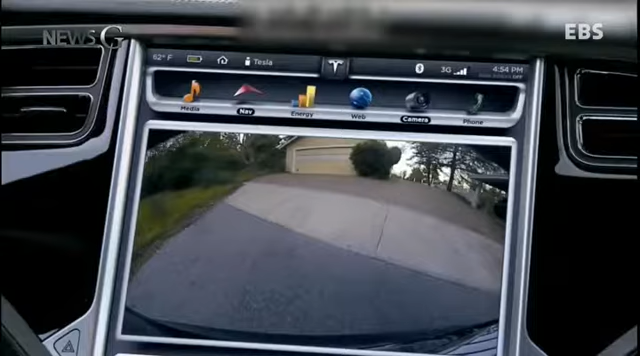 NEWS G
EBS
62° F
Tesla
3G
4:54 PM
Media
Nav
Energy
Web
Camera
Phone